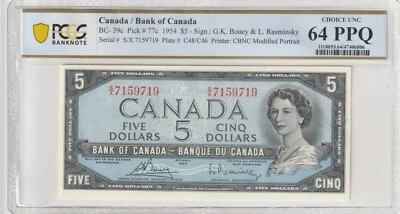 PCGS
BANKNOTE
Canada / Bank of Canada
BC- 39c Pick # 77c 1954 $5 - Sign.: G.K. Bouey & L. Rasminsky
Serial # S/X 7159719 Plate # C48/C46 Printer: CBNC Modified Portrait
CHOICE UNC
64 PPQ
5
S/X 7159719
S/X 7159719
FIVE
DOLLARS
5
CINQ
DOLLARS
BANK OF CANADA - BANQUE DU CANADA
FIVE
CINQ